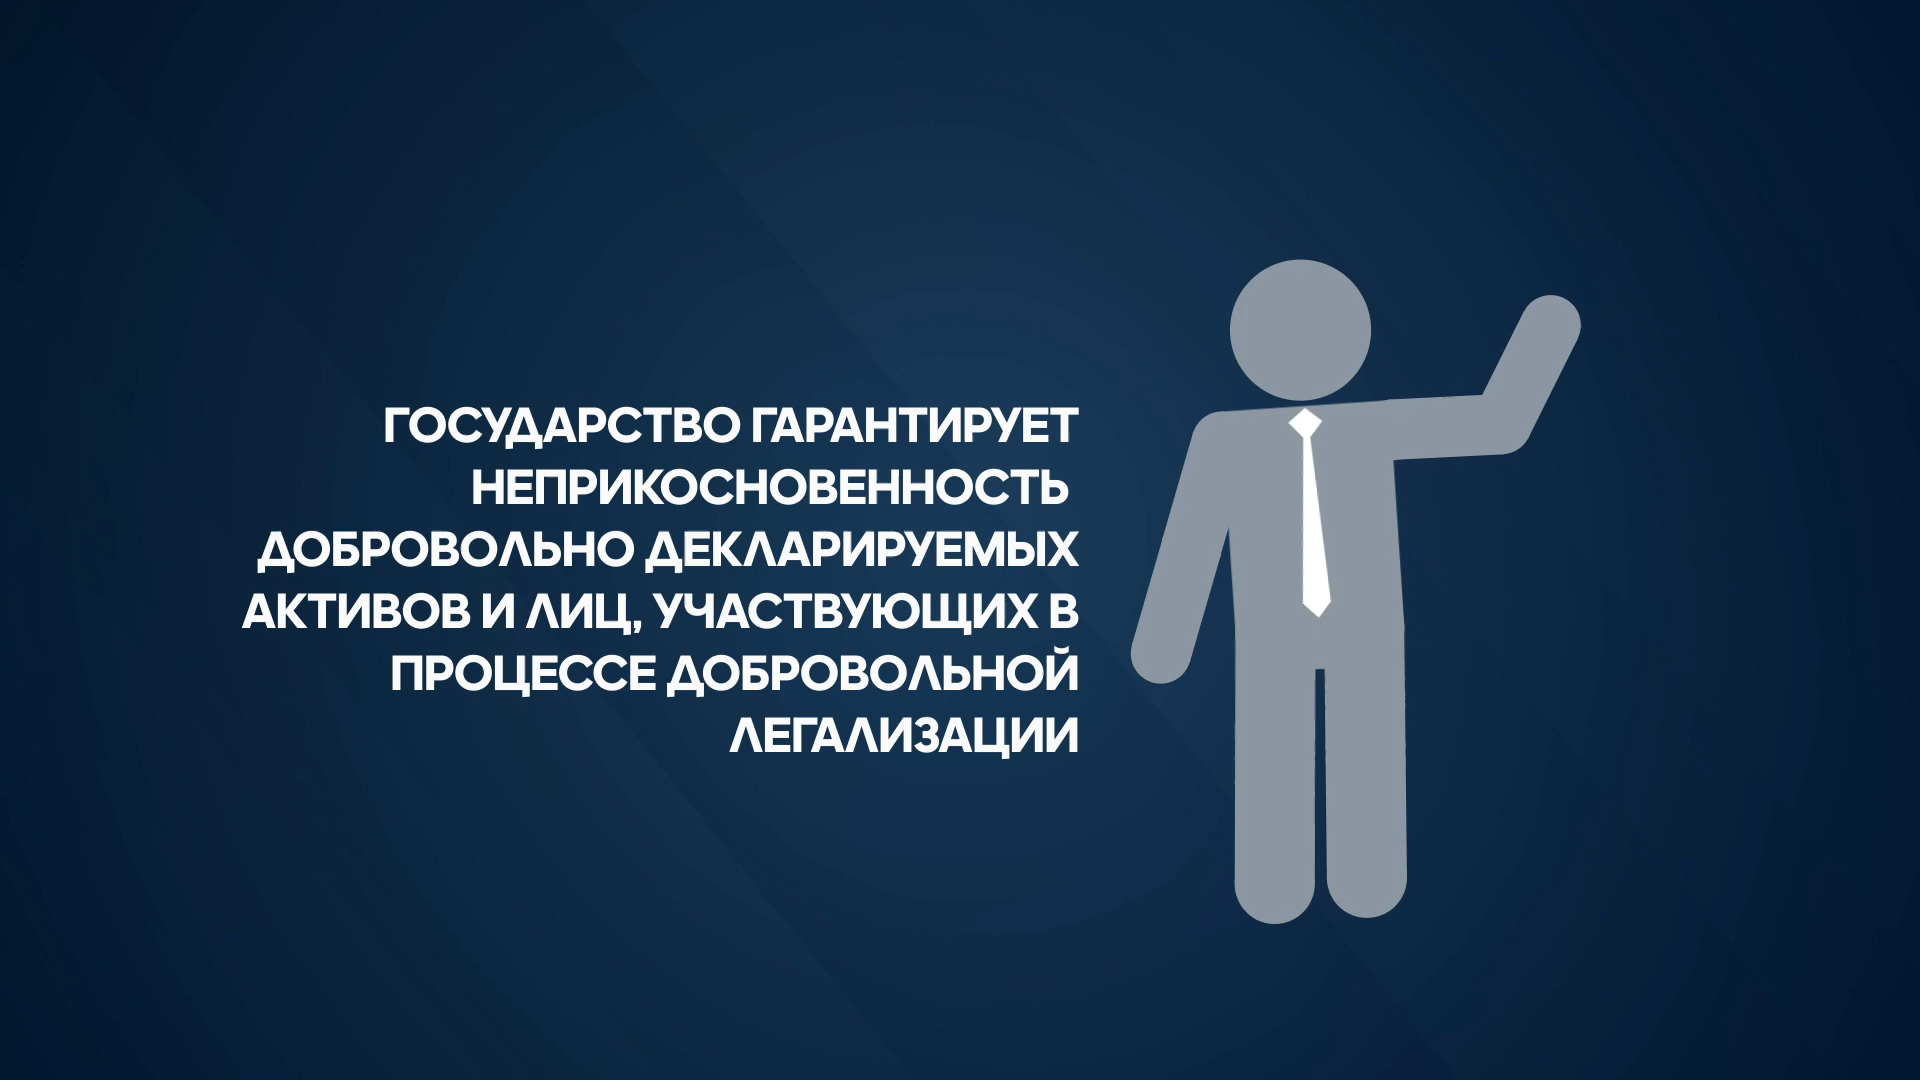 ГОСУДАРСТВО ГАРАНТИРУЕТ
НЕПРИКОСНОВЕННОСТЬ
ДОБРОВОЛЬНО ДЕКЛАРИРУЕМЫХ
АКТИВОВ И ЛИЦ, УЧАСТВУЮЩИХ В
ПРОЦЕССЕ ДОБРОВОЛЬНОЙ
ЛЕГАЛИЗАЦИИ